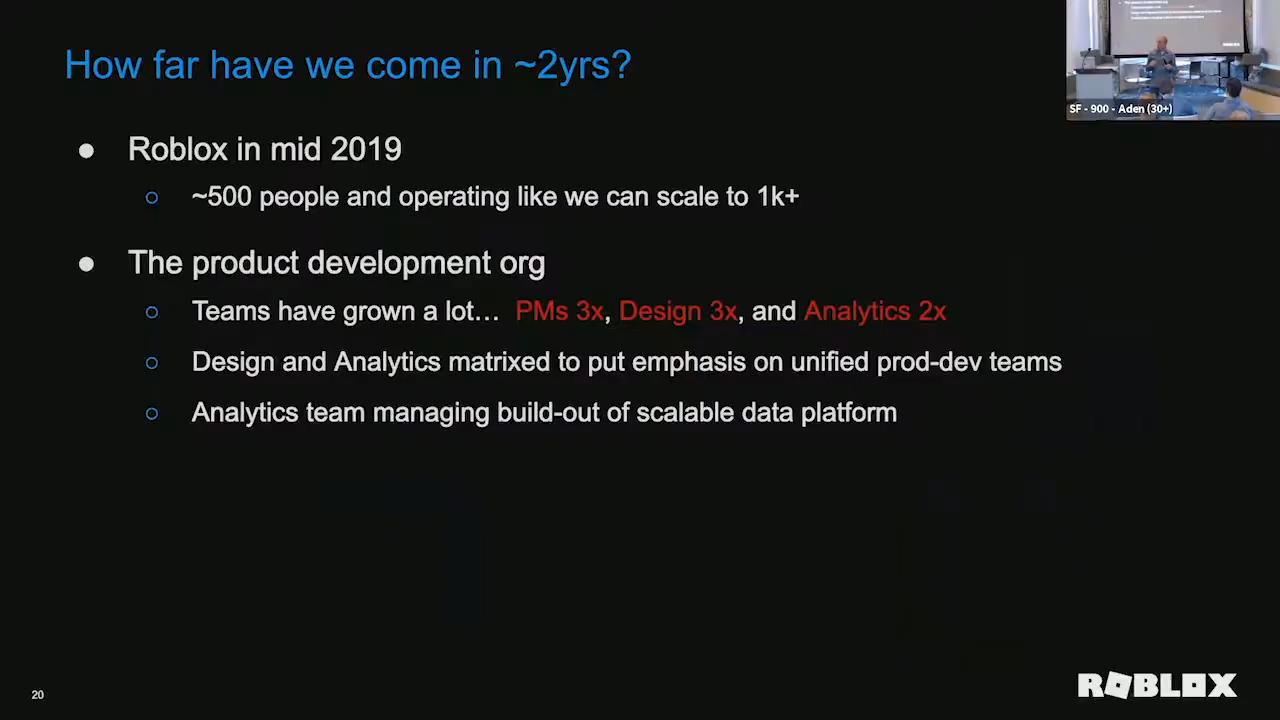 How far have we come in ~2yrs?
SF - 900 - Aden (30+)
● Roblox in mid 2019
○ ~500 people and operating like we can scale to 1k+
● The product development org
○ Teams have grown a lot… PMs 3x, Design 3x, and Analytics 2x
○ Design and Analytics matrixed to put emphasis on unified prod-dev teams
○ Analytics team managing build-out of scalable data platform
20
ROBLOX